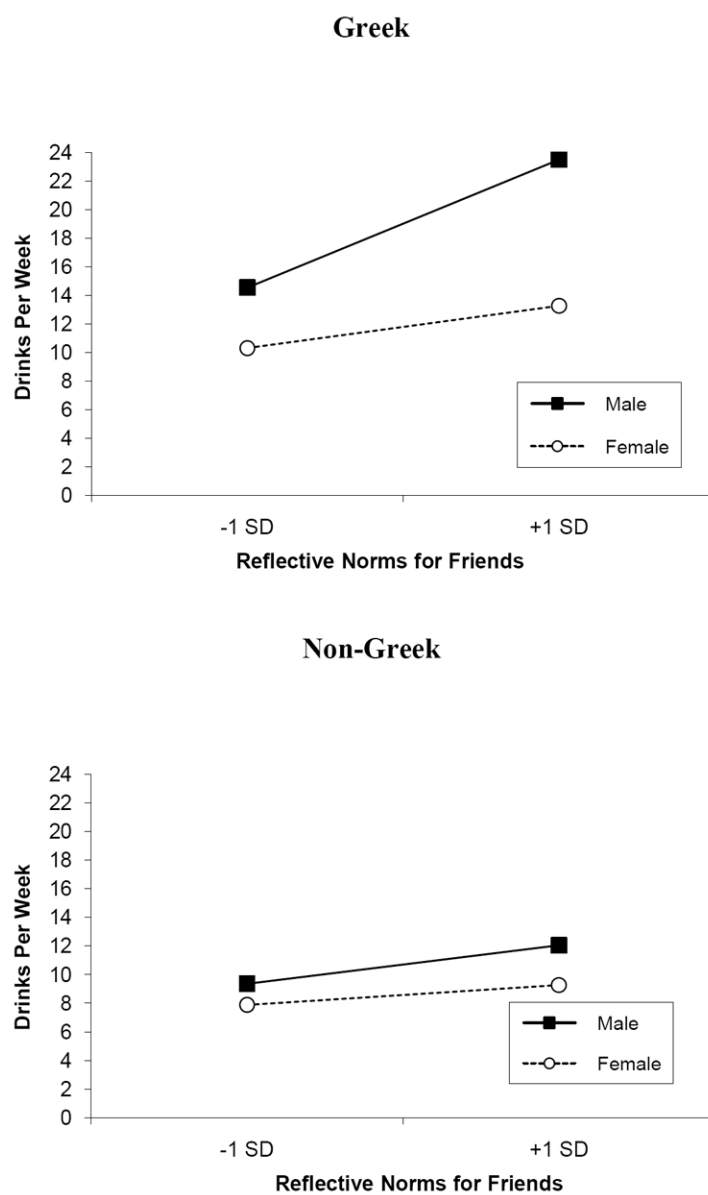 Greek
24
22
20
18
16
14
12
10
8
6
4
2
0
Drinks Per Week
-1 SD +1 SD
Reflective Norms for Friends
Male
Female
Non-Greek
24
22
20
18
16
14
12
10
8
6
4
2
0
Drinks Per Week
-1 SD +1 SD
Reflective Norms for Friends
Male
Female